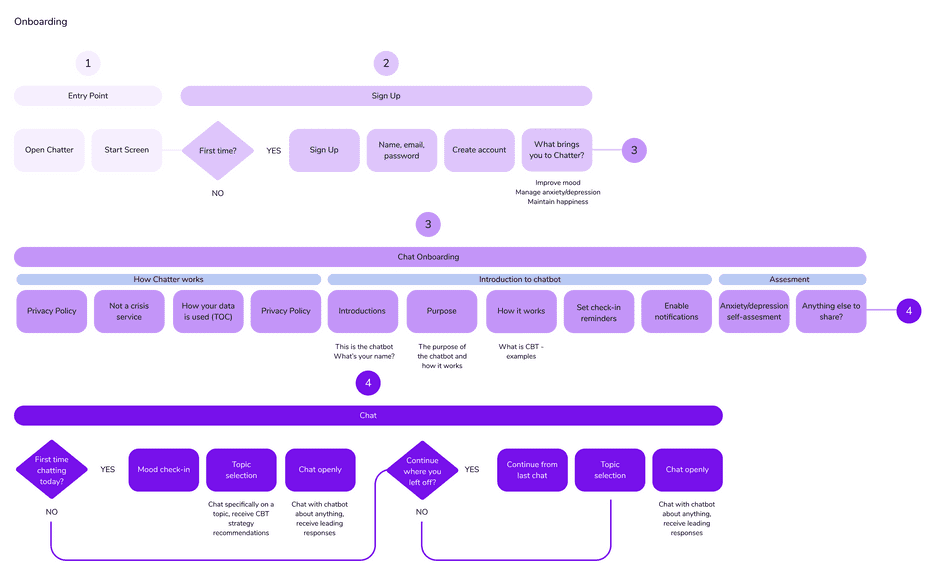 Onboarding
1
2
Entry Point
Sign Up
Open Chatter
Start Screen
First time?
YES
NO
Sign Up
Name, email,
password
Create account
What brings
you to Chatter?
3
Improve mood
Manage anxiety/depression
Maintain happiness
3
Chat Onboarding
How Chatter works
Introduction to chatbot
Assesment
Privacy Policy
Not a crisis
service
How your data
is used (TOC)
Privacy Policy
Introductions
Purpose
How it works
Set check-in
reminders
Enable
notifications
Anxiety/depression
self-assesment
Anything else to
share?
4
This is the chatbot
What's your name?
The purpose of
the chatbot and
how it works
What is CBT -
examples
4
Chat
First time
chatting
today?
YES
NO
Mood check-in
Topic
selection
Chat openly
Continue
where you
left off?
YES
NO
Continue from
last chat
Topic
selection
Chat openly
Chat specifically on a
topic, receive CBT
strategy
recommendations
Chat with chatbot
about anything,
receive leading
responses
Chat with chatbot
about anything,
receive leading
responses